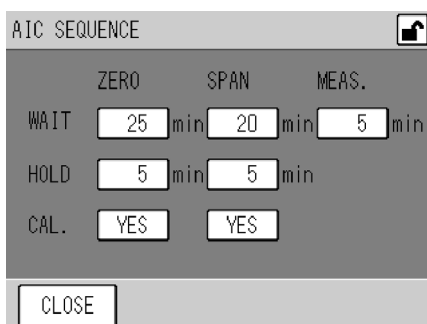 AIC SEQUENCE
ZERO SPAN MEAS.
WAIT 25 min 20 min 5 min
HOLD 5 min 5 min
CAL. YES YES
CLOSE